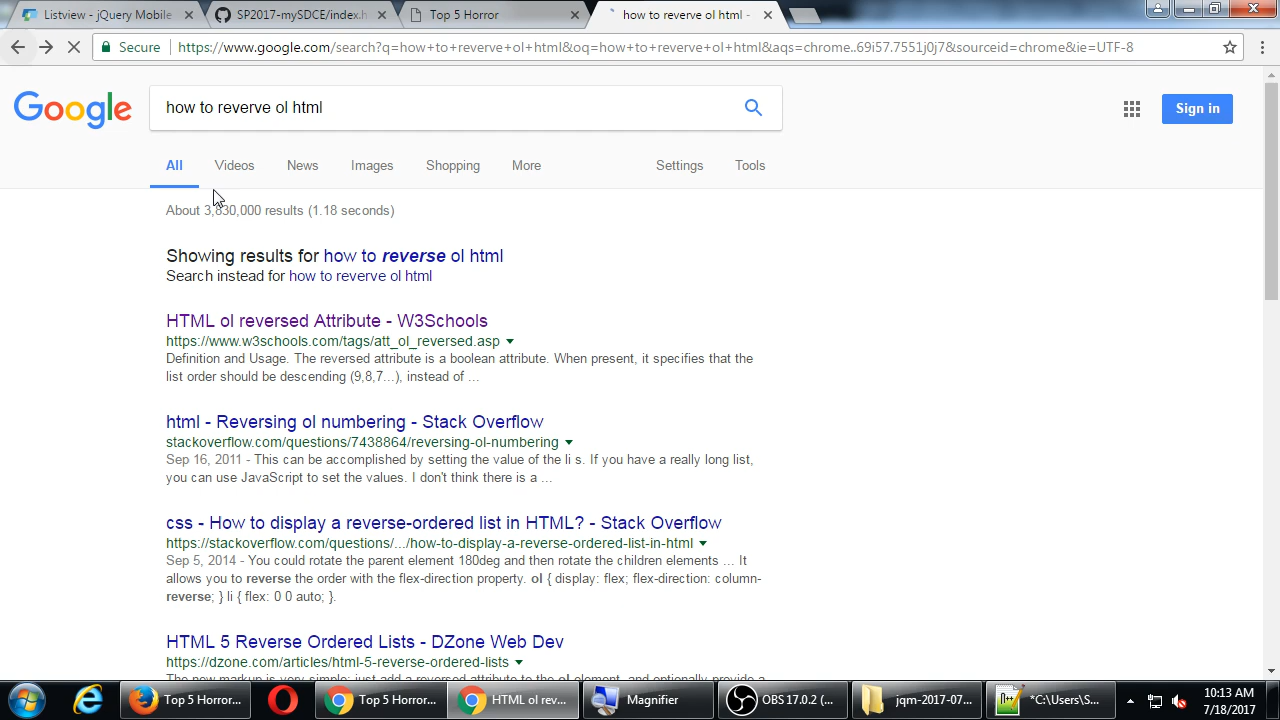 Listview - jQuery Mobile
SP2017-mySDCE/index.h
Top 5 Horror
how to reverve ol html -
Secure
https://www.google.com/search?q=how+to+reverve+ol+html&oq=how+to+reverve+ol+html&aqs=chrome..69i57.7551j0j7&sourceid=chrome&ie=UTF-8
Google
how to reverve ol html
Sign in
All Videos News Images Shopping More Settings Tools
About 3,830,000 results (1.18 seconds)
Showing results for how to reverse ol html
Search instead for how to reverve ol html
HTML ol reversed Attribute - W3Schools
https://www.w3schools.com/tags/att_ol_reversed.asp
Definition and Usage. The reversed attribute is a boolean attribute. When present, it specifies that the
list order should be descending (9,8,7...), instead of ...
html - Reversing ol numbering - Stack Overflow
stackoverflow.com/questions/7438864/reversing-ol-numbering
Sep 16, 2011 - This can be accomplished by setting the value of the li s. If you have a really long list,
you can use JavaScript to set the values. I don't think there is a ...
css - How to display a reverse-ordered list in HTML? - Stack Overflow
https://stackoverflow.com/questions/.../how-to-display-a-reverse-ordered-list-in-html
Sep 5, 2014 - You could rotate the parent element 180deg and then rotate the children elements ... It
allows you to reverse the order with the flex-direction property. ol { display: flex; flex-direction: column-
reverse; } li { flex: 0 0 auto; }.
HTML 5 Reverse Ordered Lists - DZone Web Dev
https://dzone.com/articles/html-5-reverse-ordered-lists
The new markup is very simple: just add a reversed attribute to the ol element, and optionally provide a
Top 5 Horror...
Top 5 Horror...
HTML ol rev...
Magnifier
OBS 17.0.2 (...
jqm-2017-07...
*C:\Users\S...
10:13 AM
7/18/2017